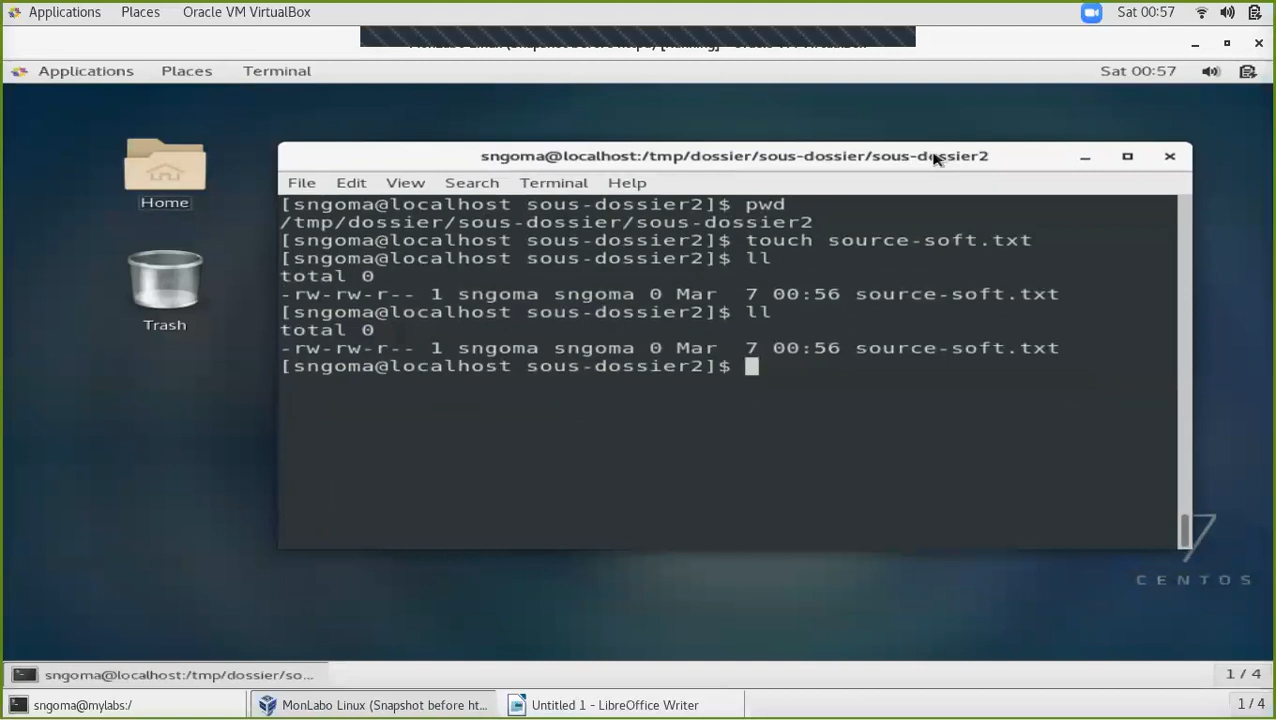 Applications Places Oracle VM VirtualBox Sat 00:57
Applications Places Terminal Sat 00:57
Home
Trash
sngoma@localhost:/tmp/dossier/sous-dossier/sous-dossier2
File Edit View Search Terminal Help
[sngoma@localhost sous-dossier2]$ pwd
/tmp/dossier/sous-dossier/sous-dossier2
[sngoma@localhost sous-dossier2]$ touch source-soft.txt
[sngoma@localhost sous-dossier2]$ ll
total 0
-rw-rw-r-- 1 sngoma sngoma 0 Mar  7 00:56 source-soft.txt
[sngoma@localhost sous-dossier2]$ ll
total 0
-rw-rw-r-- 1 sngoma sngoma 0 Mar  7 00:56 source-soft.txt
[sngoma@localhost sous-dossier2]$
7
CENTOS
sngoma@localhost:/tmp/dossier/so... 1 / 4
sngoma@mylabs:/ MonLabo Linux (Snapshot before ht... Untitled 1 - LibreOffice Writer 1 / 4